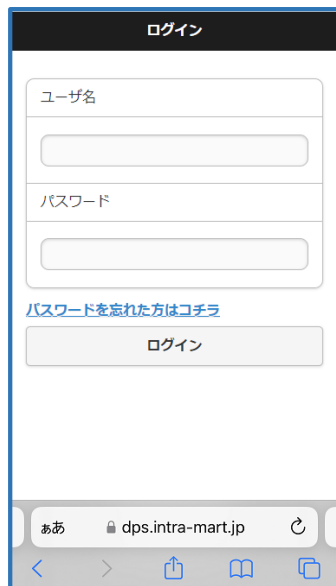 ログイン
ユーザ名
パスワード
パスワードを忘れた方はコチラ
ログイン
ぁあ dps.intra-mart.jp